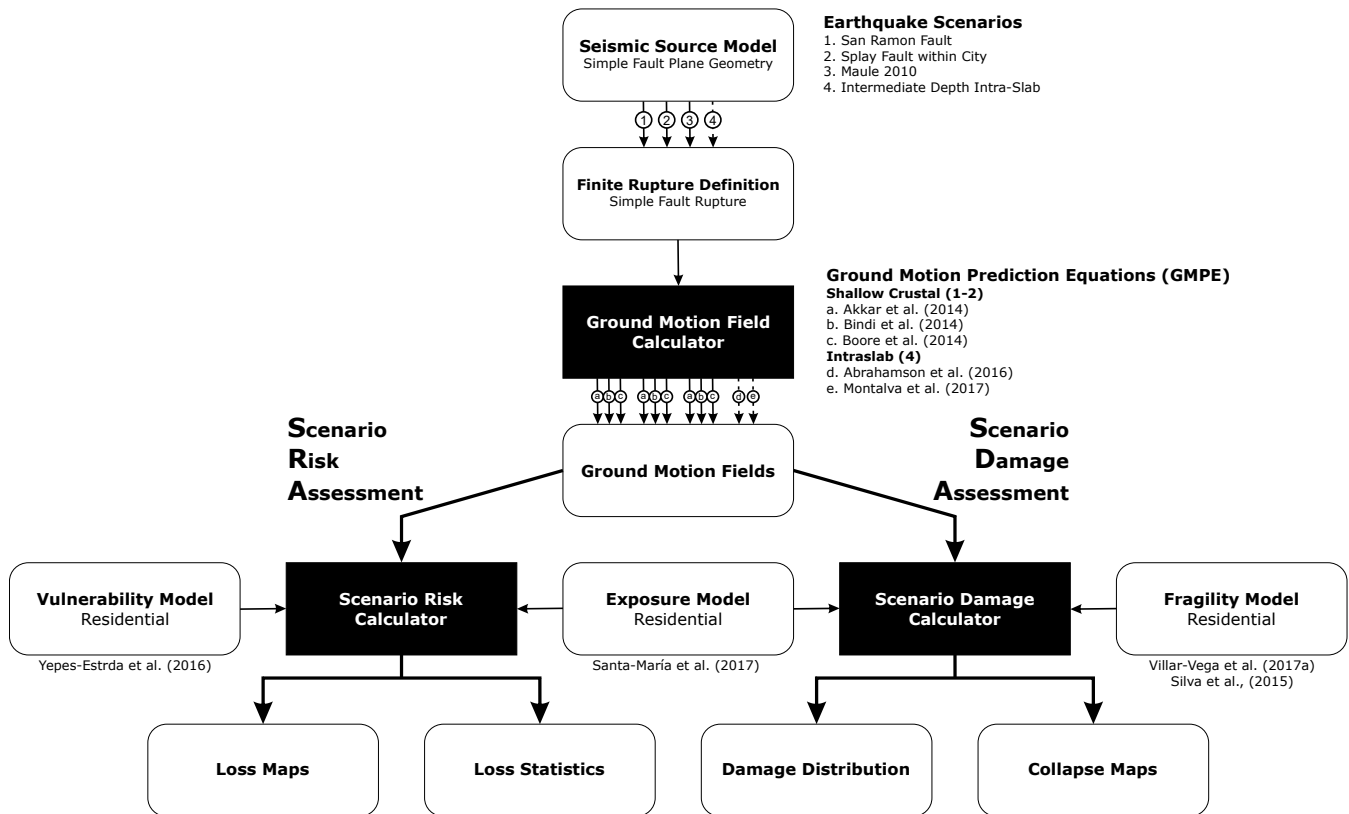 Seismic Source Model
Simple Fault Plane Geometry
Earthquake Scenarios
1. San Ramon Fault
2. Splay Fault within City
3. Maule 2010
4. Intermediate Depth Intra-Slab
1 2 3 4
Finite Rupture Definition
Simple Fault Rupture
Ground Motion Field
Calculator
Ground Motion Prediction Equations (GMPE)
Shallow Crustal (1-2)
a. Akkar et al. (2014)
b. Bindi et al. (2014)
c. Boore et al. (2014)
Intraslab (4)
d. Abrahamson et al. (2016)
e. Montalva et al. (2017)
a b c a b c a b c d e
Scenario
Risk
Assessment
Ground Motion Fields
Scenario
Damage
Assessment
Vulnerability Model
Residential
Yepes-Estrda et al. (2016)
Scenario Risk
Calculator
Exposure Model
Residential
Santa-María et al. (2017)
Scenario Damage
Calculator
Fragility Model
Residential
Villar-Vega et al. (2017a)
Silva et al., (2015)
Loss Maps
Loss Statistics
Damage Distribution
Collapse Maps